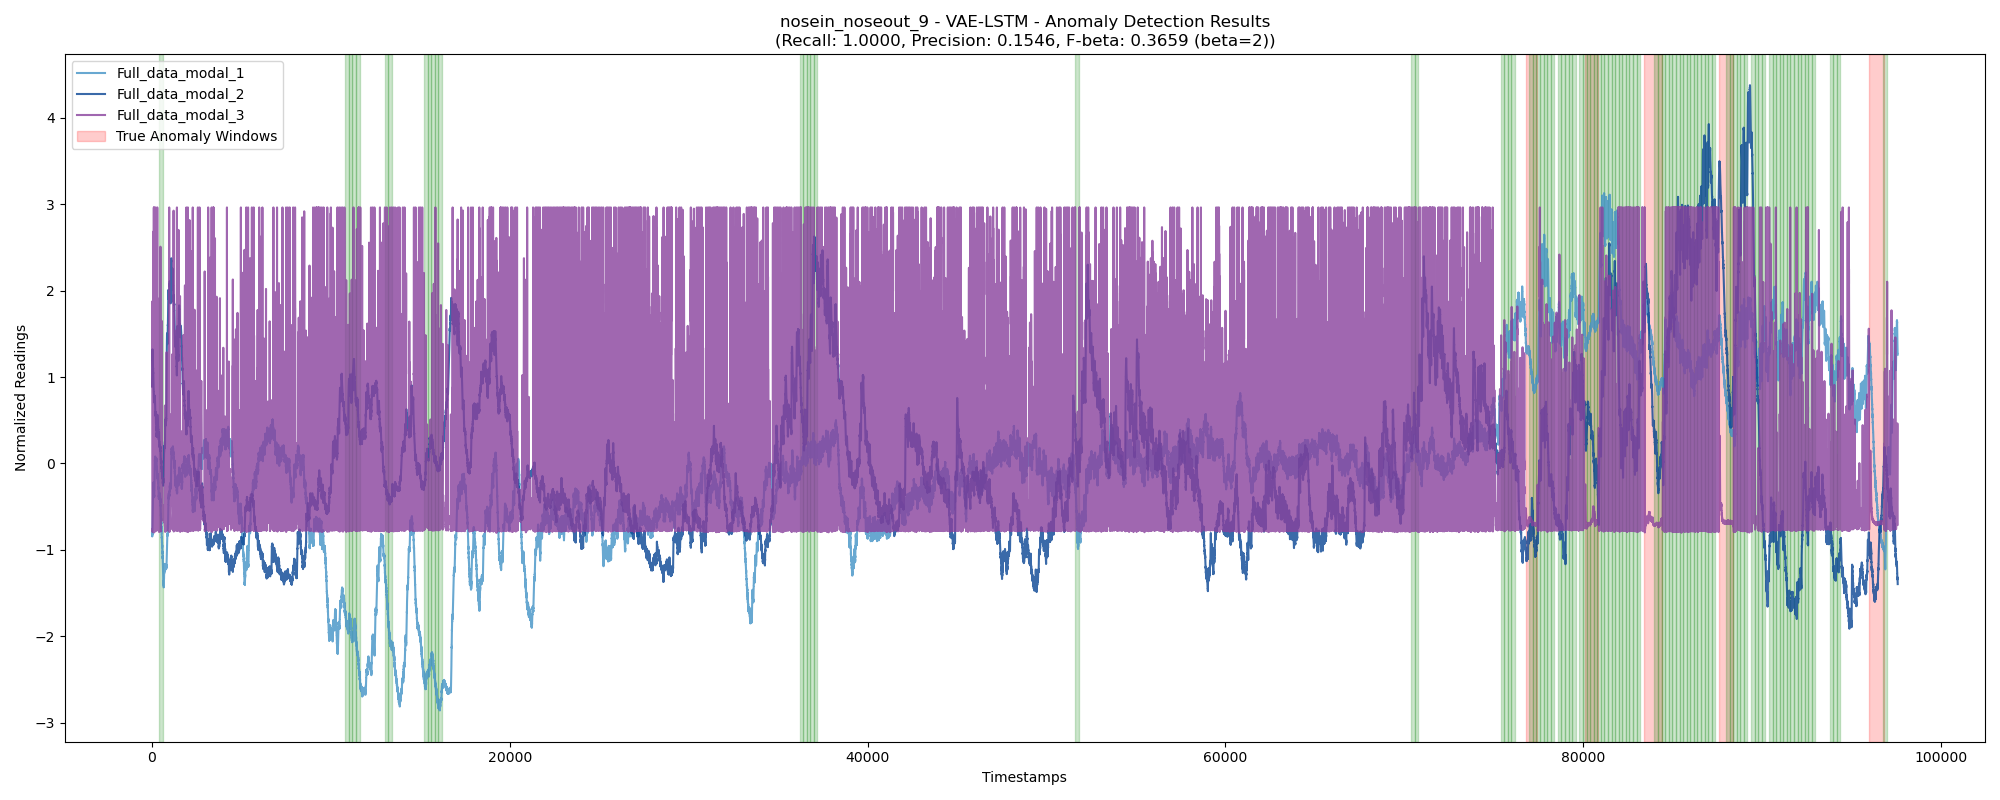 nosein_noseout_9 - VAE-LSTM - Anomaly Detection Results
(Recall: 1.0000, Precision: 0.1546, F-beta: 0.3659 (beta=2))
Full_data_modal_1
Full_data_modal_2
Full_data_modal_3
True Anomaly Windows
Normalized Readings
4
3
2
1
0
−1
−2
−3
0
20000
40000
60000
80000
100000
Timestamps